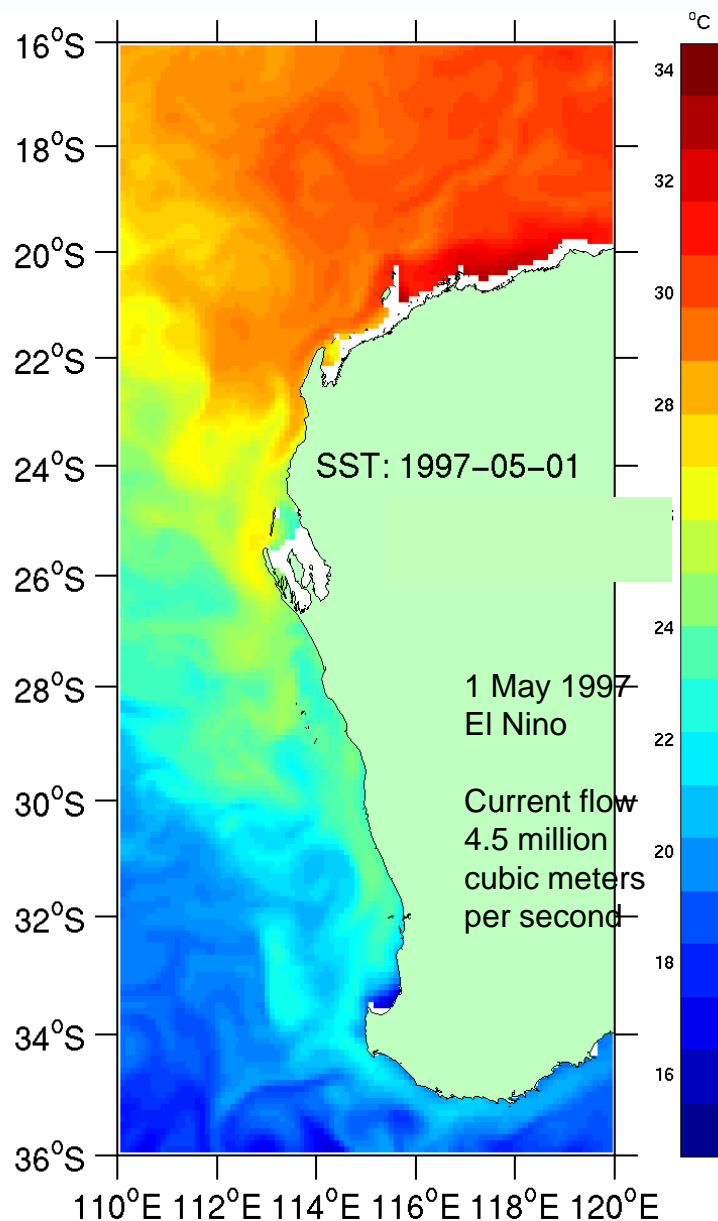 °C
16°S
18°S
20°S
22°S
24°S
26°S
28°S
30°S
32°S
34°S
36°S
110°E 112°E 114°E 116°E 118°E 120°E
34
32
30
28
24
22
20
18
16
SST: 1997-05-01
1 May 1997
El Nino
Current flow
4.5 million
cubic meters
per second